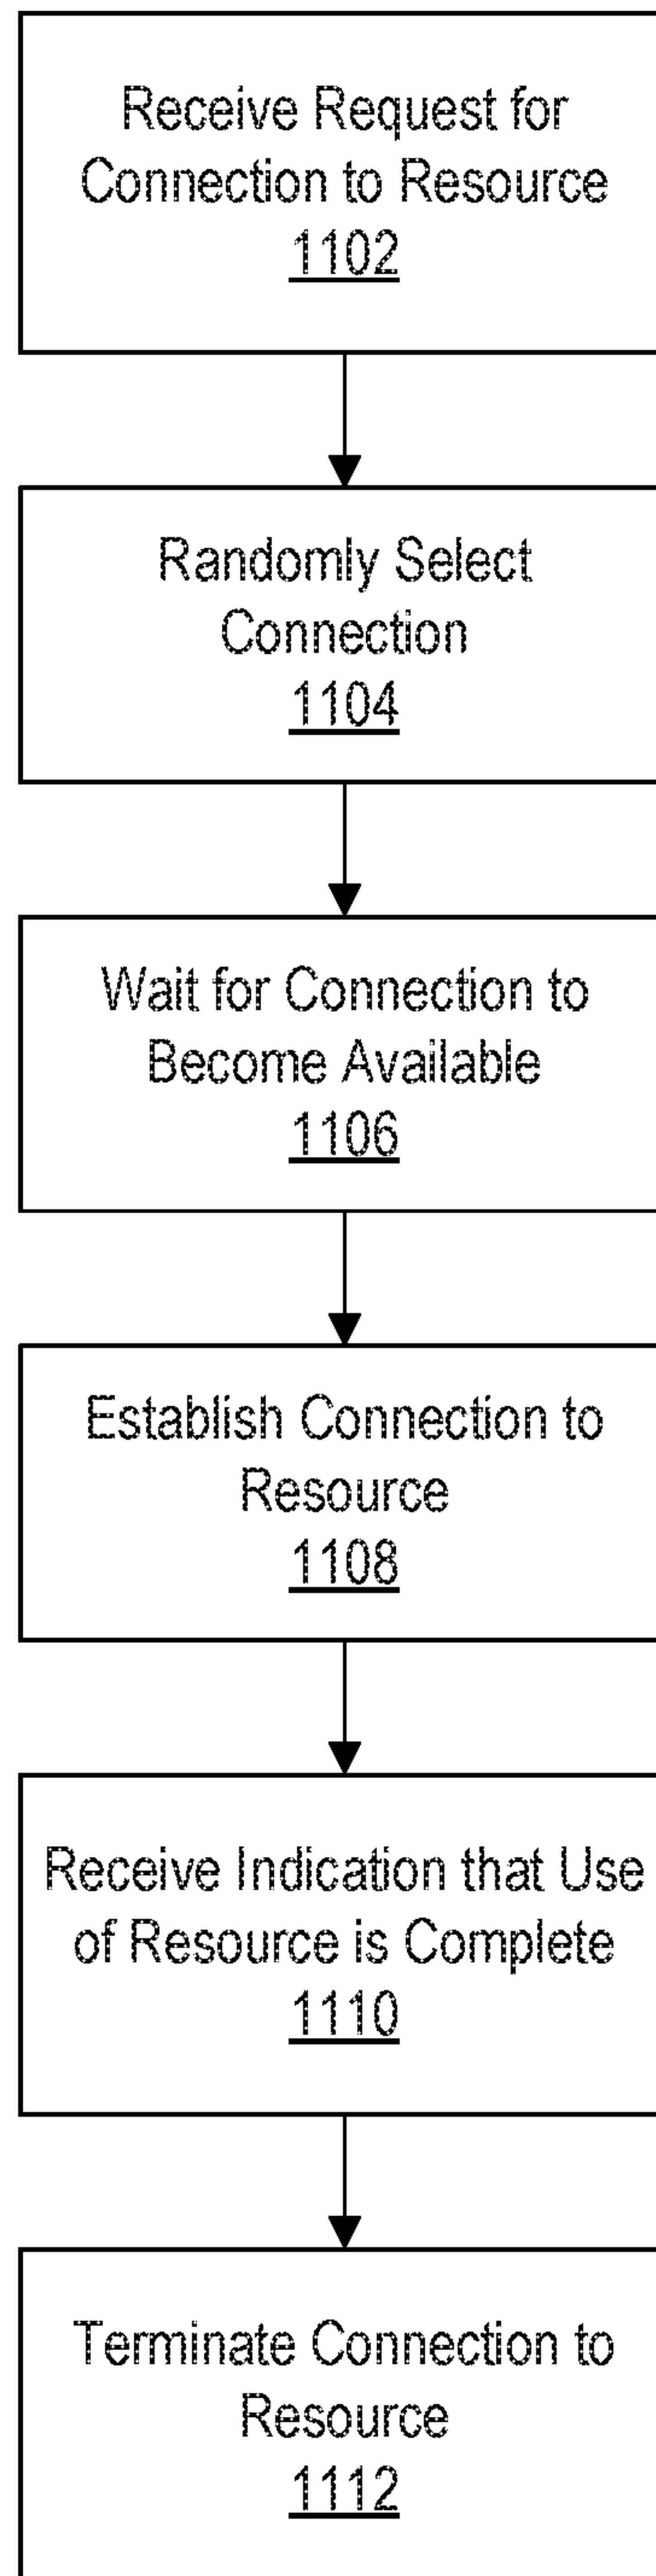 Receive Request for
Connection to Resource
1102
Randomly Select
Connection
1104
Wait for Connection to
Become Available
1106
Establish Connection to
Resource
1108
Receive Indication that Use
of Resource is Complete
1110
Terminate Connection to
Resource
1112